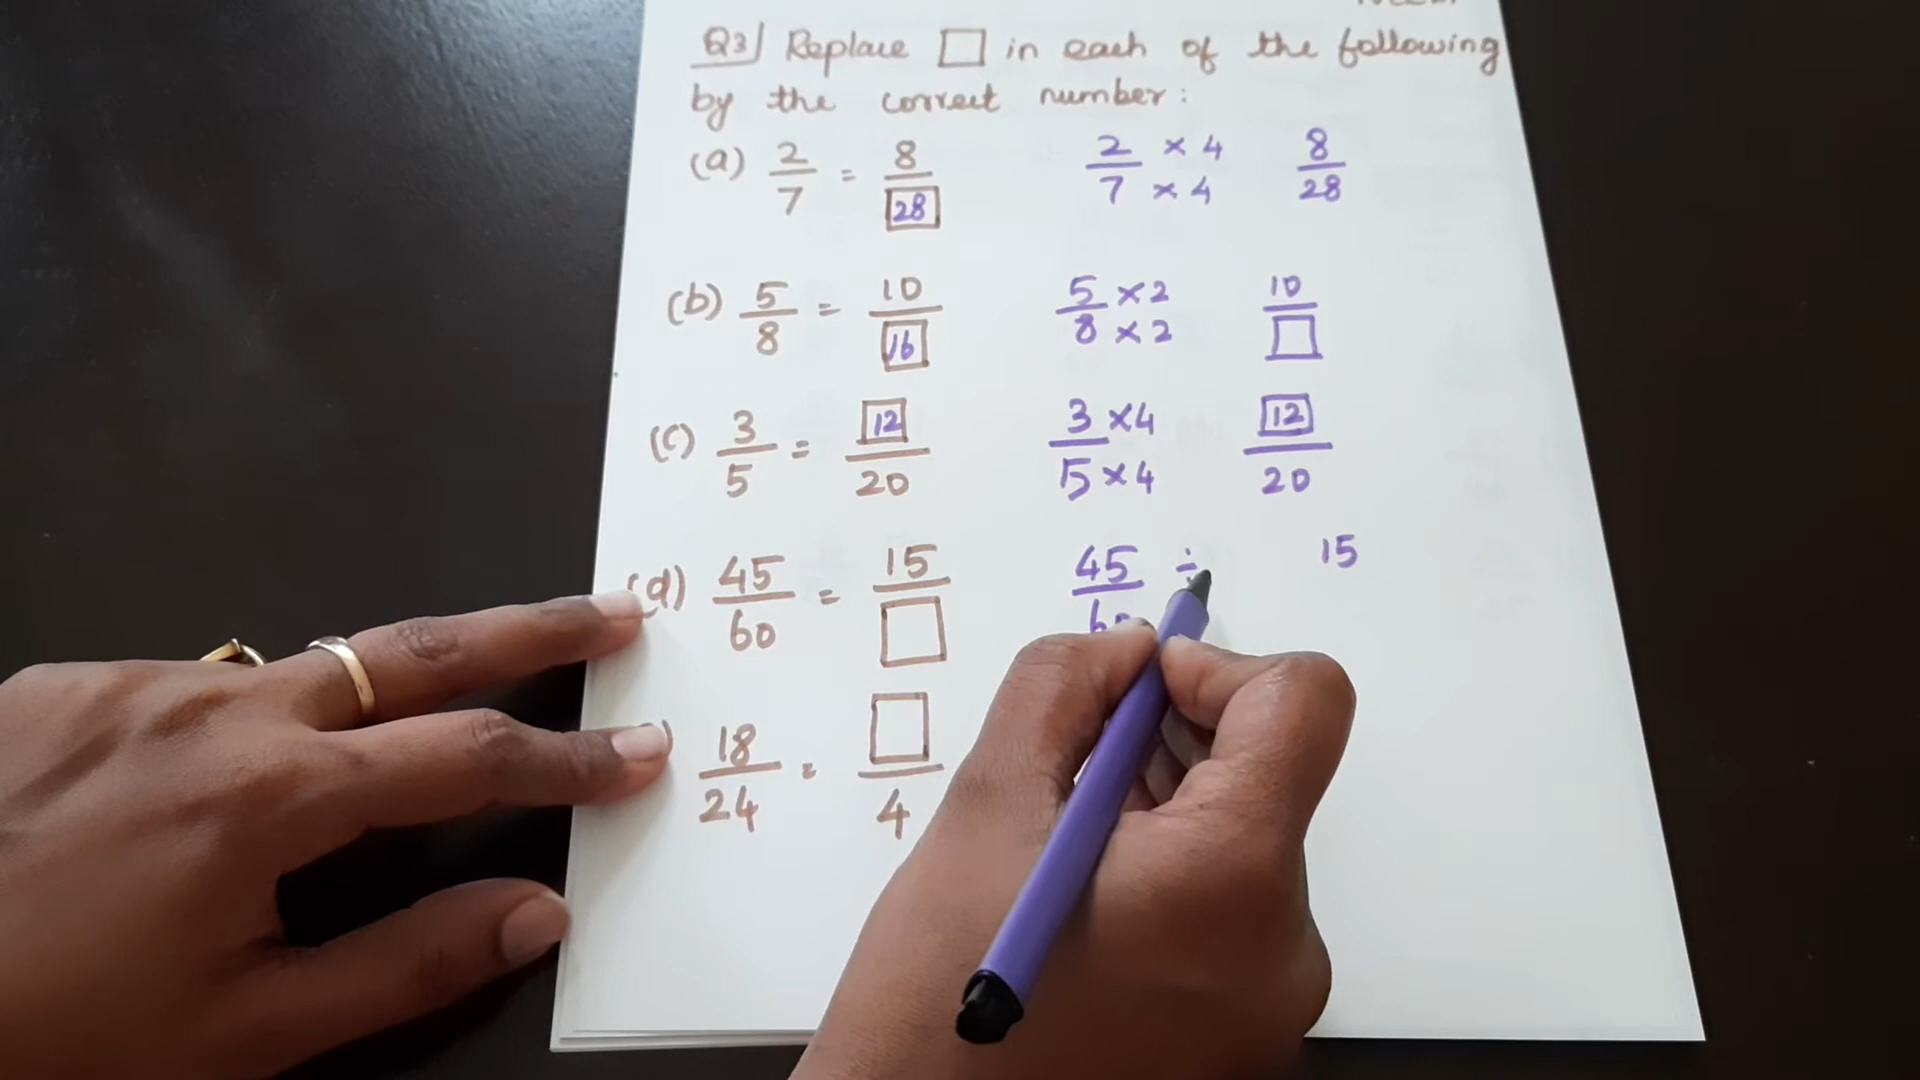 Q3/ Replace □ in each of the following
by the correct number:
(a) 2/7 = 8/28 2/7 × 4 × 4 8/28
(b) 5/8 = 10/16 5/8 × 2 × 2 10/□
(c) 3/5 = 12/20 3/5 × 4 × 4 12/20
(d) 45/60 = 15/□ 45/60 ÷ 15
18/24 = □/4